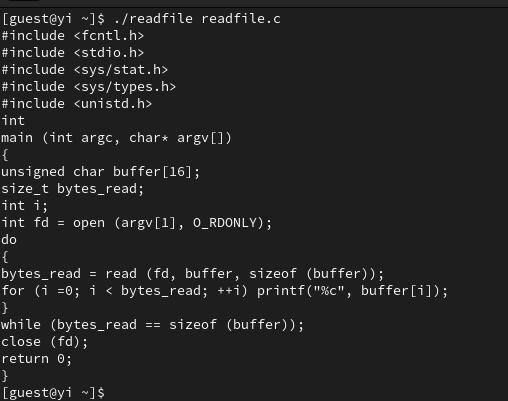 [guest@yi ~]$ ./readfile readfile.c
#include <fcntl.h>
#include <stdio.h>
#include <sys/stat.h>
#include <sys/types.h>
#include <unistd.h>
int
main (int argc, char* argv[])
{
unsigned char buffer[16];
size_t bytes_read;
int i;
int fd = open (argv[1], O_RDONLY);
do
{
bytes_read = read (fd, buffer, sizeof (buffer));
for (i =0; i < bytes_read; ++i) printf("%c", buffer[i]);
}
while (bytes_read == sizeof (buffer));
close (fd);
return 0;
}
[guest@yi ~]$